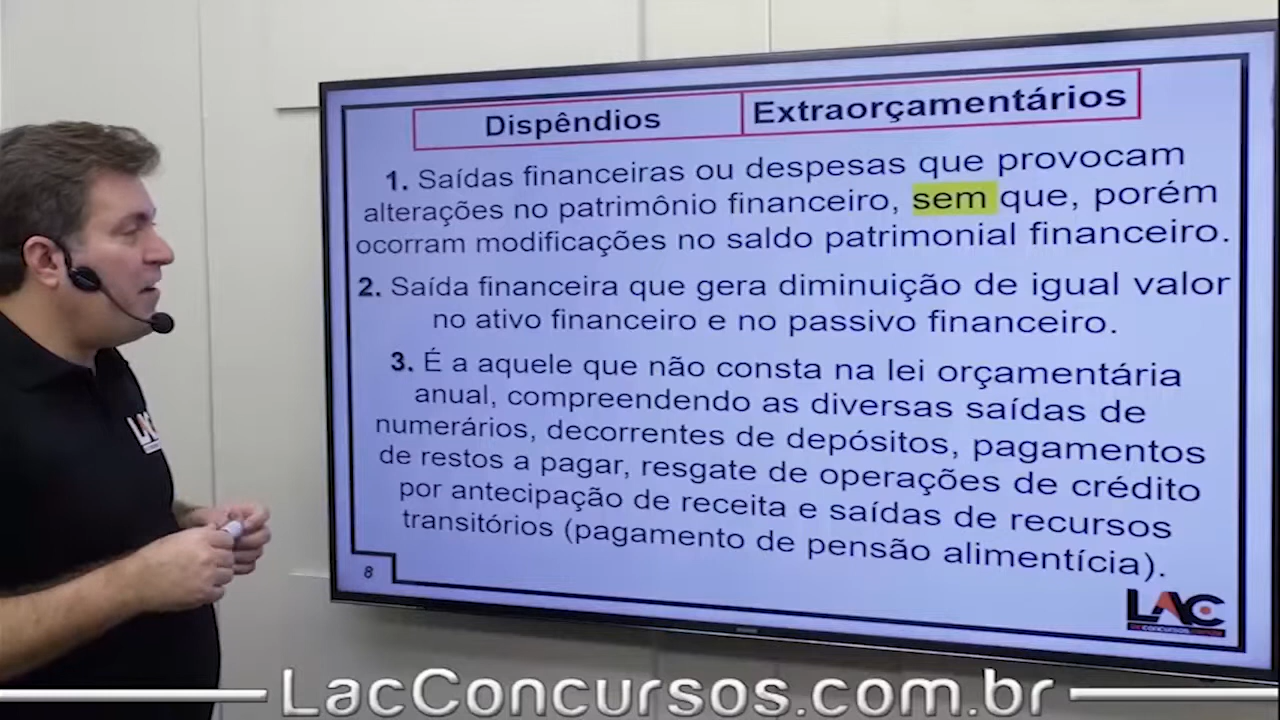 Dispêndios
Extraorçamentários
1. Saídas financeiras ou despesas que provocam
alterações no patrimônio financeiro, sem que, porém
ocorram modificações no saldo patrimonial financeiro.
2. Saída financeira que gera diminuição de igual valor
no ativo financeiro e no passivo financeiro.
3. É a aquele que não consta na lei orçamentária
anual, compreendendo as diversas saídas de
numerários, decorrentes de depósitos, pagamentos
de restos a pagar, resgate de operações de crédito
por antecipação de receita e saídas de recursos
transitórios (pagamento de pensão alimentícia).
8
LAC
LAC
LacConcursos.com.br